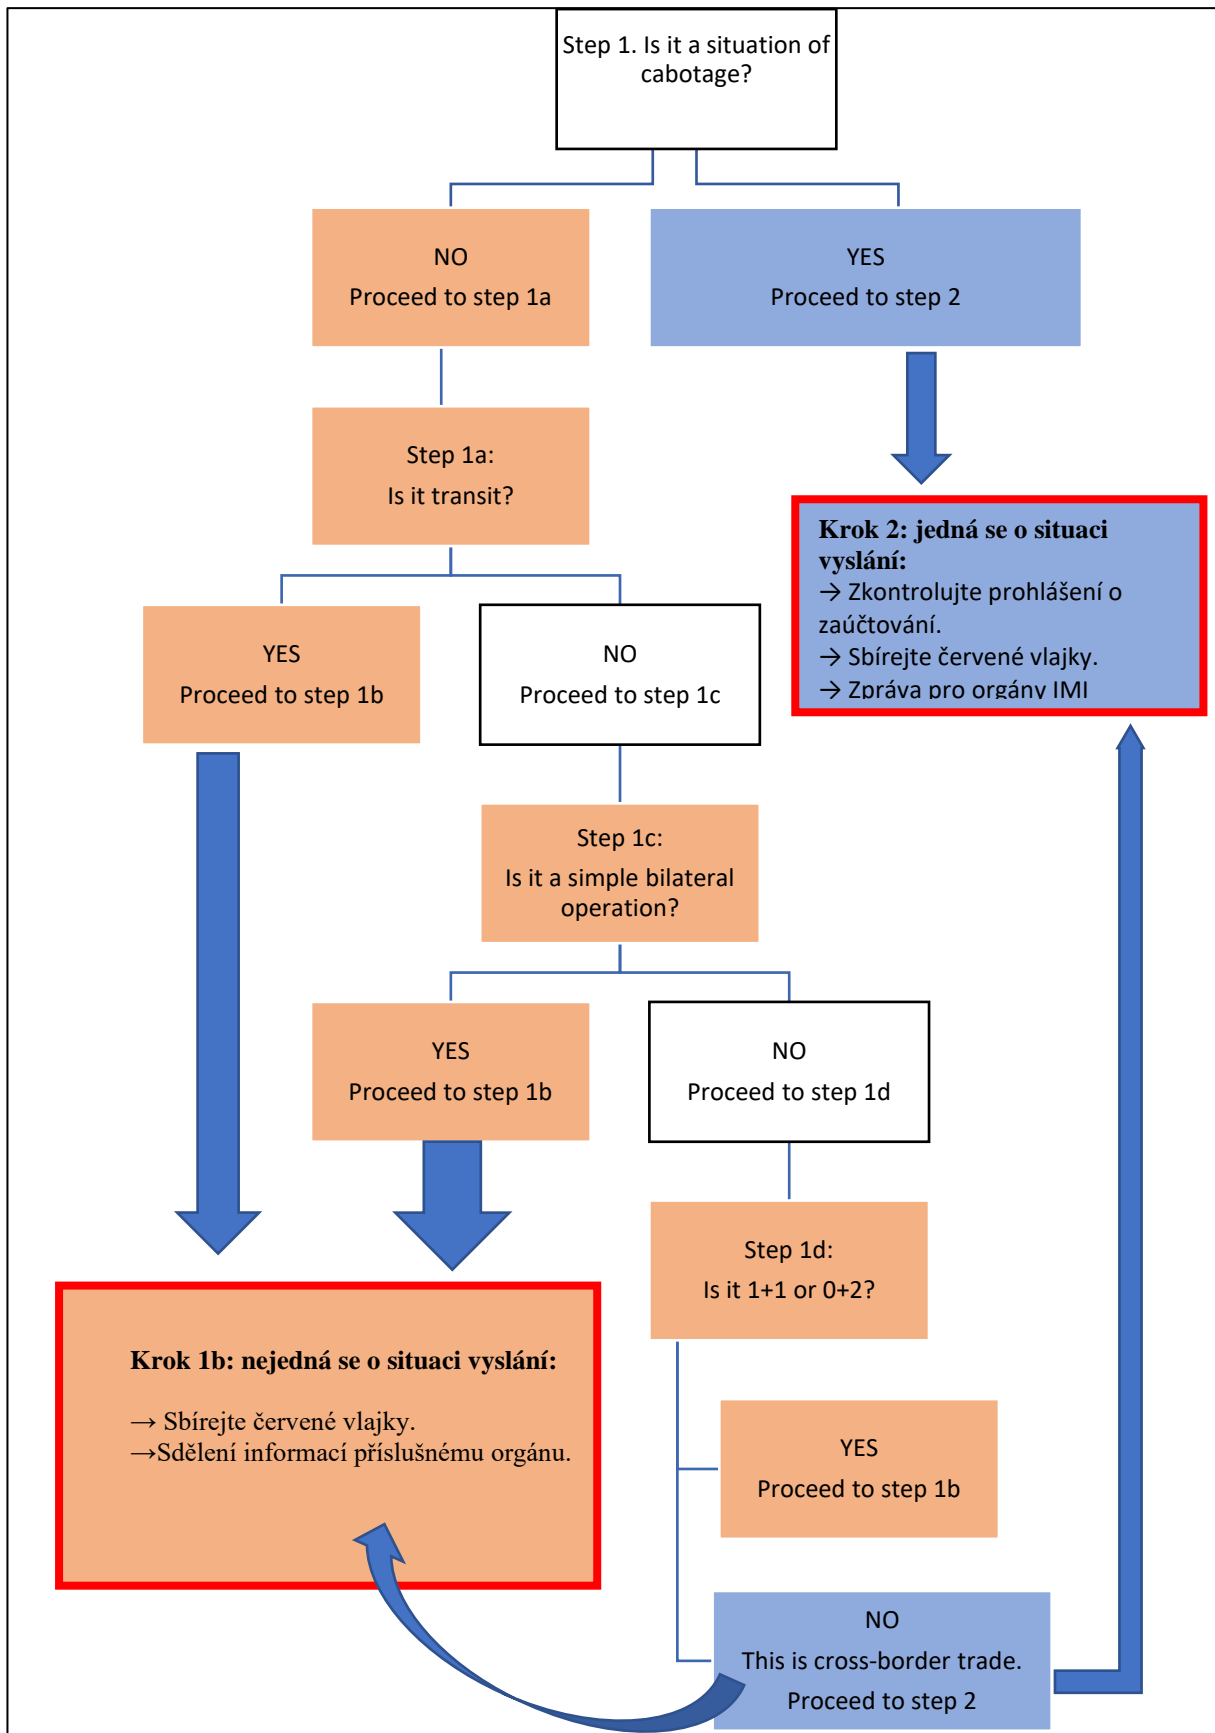 Step 1. Is it a situation of
cabotage?
NO
Proceed to step 1a
YES
Proceed to step 2
Step 1a:
Is it transit?
Krok 2: jedná se o situaci
vyslání:
→ Zkontrolujte prohlášení o
zaúčtování.
→ Sbírejte červené vlajky.
→ Zpráva pro orgány IMI
YES
Proceed to step 1b
NO
Proceed to step 1c
Step 1c:
Is it a simple bilateral
operation?
YES
Proceed to step 1b
NO
Proceed to step 1d
Step 1d:
Is it 1+1 or 0+2?
Krok 1b: nejedná se o situaci vyslání:
→ Sbírejte červené vlajky.
→Sdělení informací příslušnému orgánu.
YES
Proceed to step 1b
NO
This is cross-border trade.
Proceed to step 2